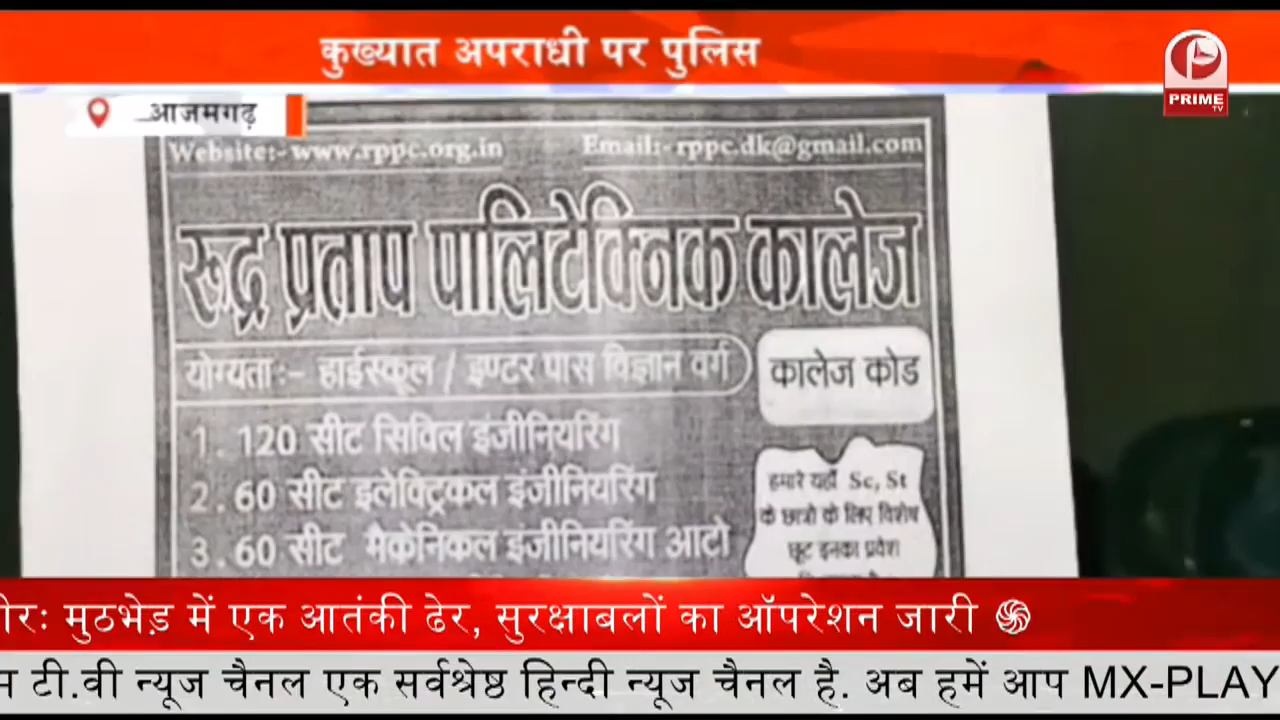 कुख्यात अपराधी पर पुलिस
PRIME
TV
आजमगढ़
Website:- www.rppc.org.in Email:- rppc.dk@gmail.com
रूद्र प्रताप पालिटेक्निक कालेज
योग्यता :- हाईस्कूल / इण्टर पास विज्ञान वर्ग
कालेज कोड
1. 120 सीट सिविल इंजीनियरिंग
2. 60 सीट इलेक्ट्रिकल इंजीनियरिंग
3. 60 सीट मैकेनिकल इंजीनियरिंग आटो
हमारे यहाँ Sc, St
के छात्रो के लिए विशेष
छूट इनका प्रवेश
मुठभेड़ में एक आतंकी ढेर, सुरक्षाबलों का ऑपरेशन जारी
टी.वी न्यूज चैनल एक सर्वश्रेष्ठ हिन्दी न्यूज चैनल है. अब हमें आप MX-PLAY